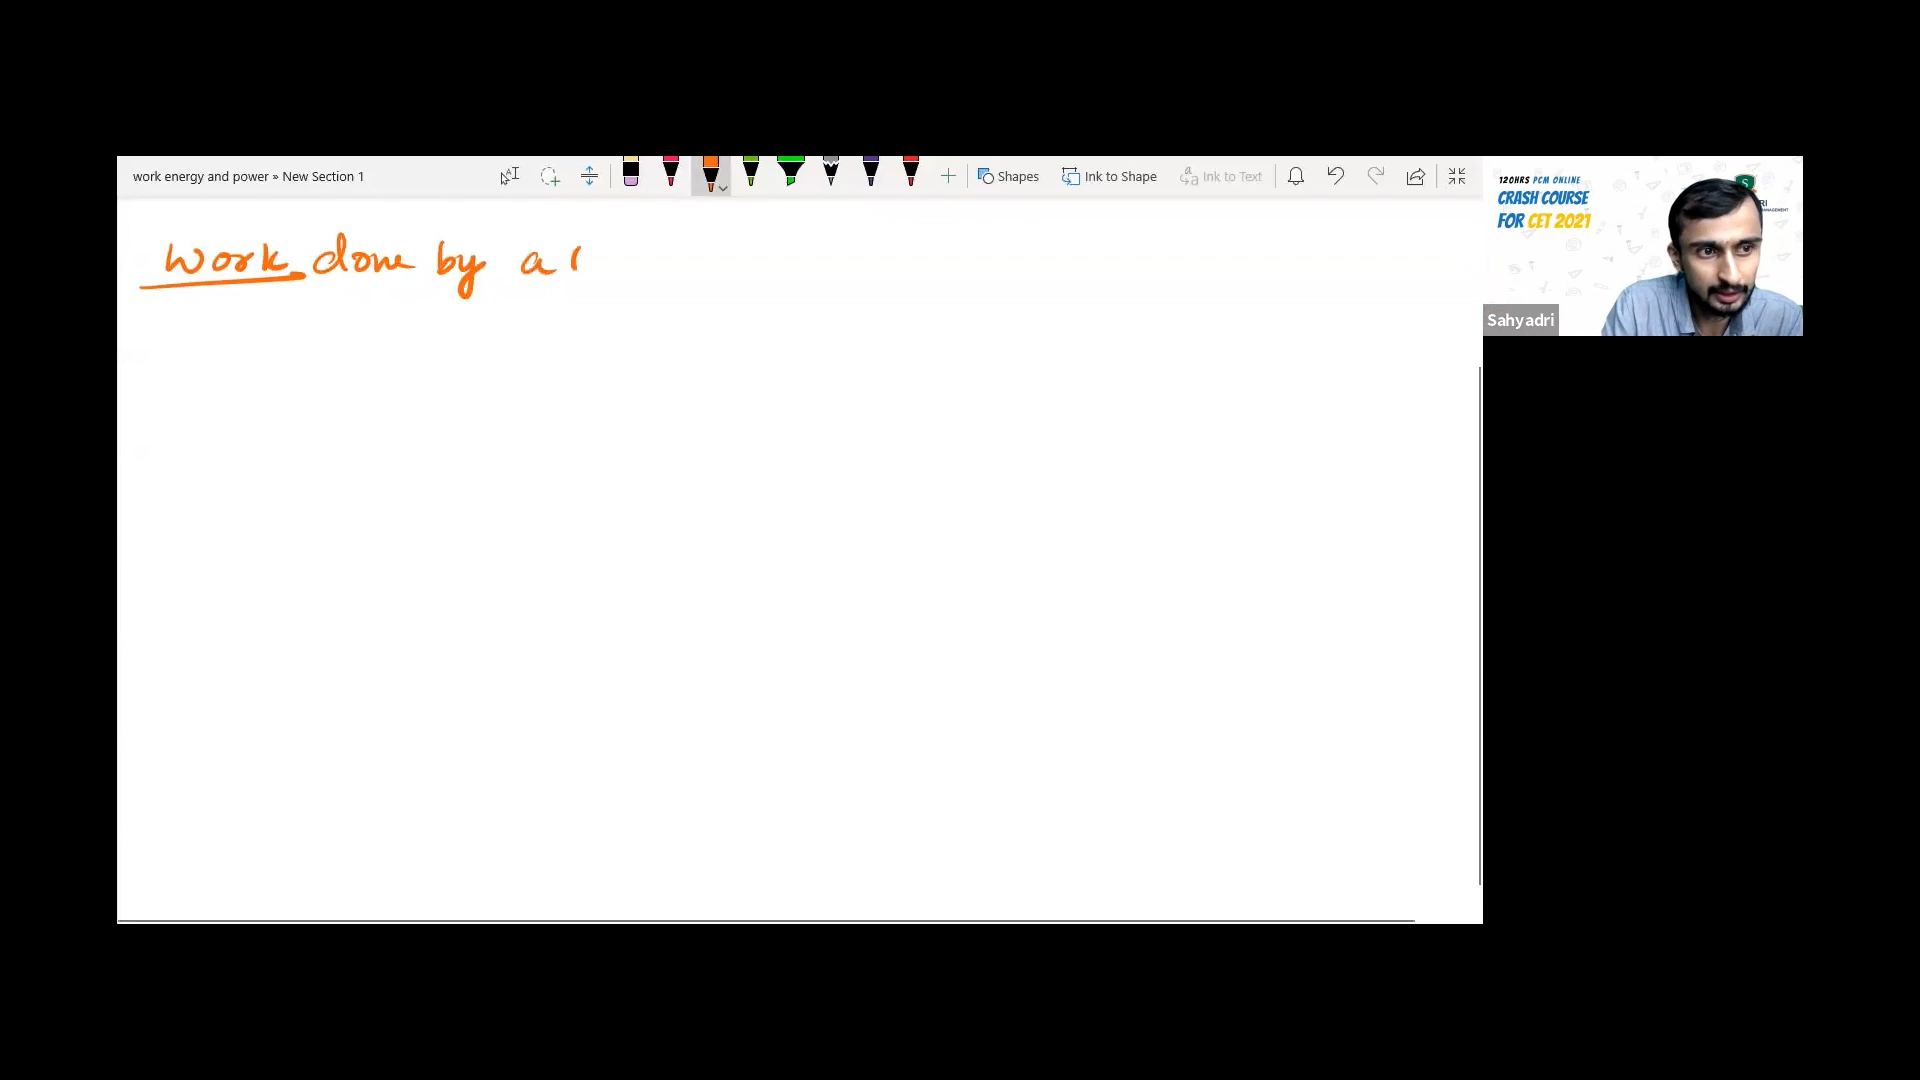 work energy and power » New Section 1
Shapes
Ink to Shape
Ink to Text
work done by a
120HRS PCM ONLINE
CRASH COURSE
FOR CET 2021
S
Sahyadri